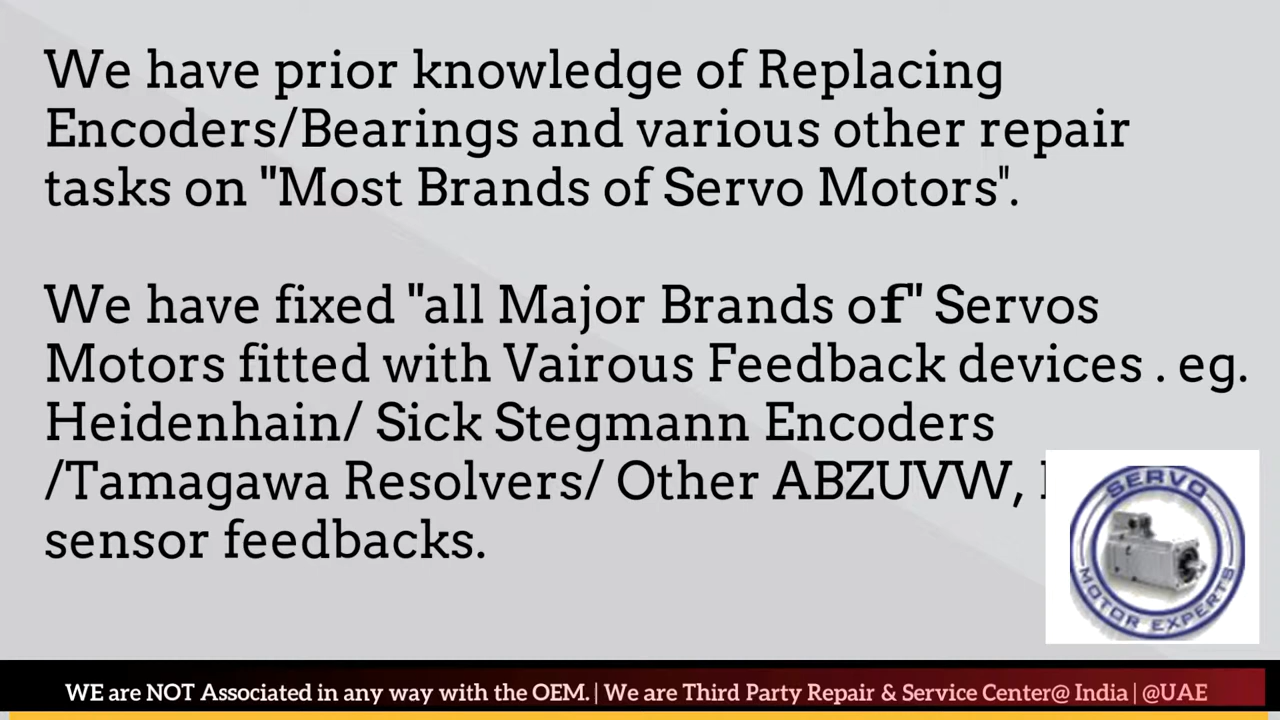 We have prior knowledge of Replacing
Encoders/Bearings and various other repair
tasks on "Most Brands of Servo Motors".
We have fixed "all Major Brands of" Servos
Motors fitted with Vairous Feedback devices . eg.
Heidenhain/ Sick Stegmann Encoders
/Tamagawa Resolvers/ Other ABZUVW,
sensor feedbacks.
SERVO
MOTOR EXPERTS
WE are NOT Associated in any way with the OEM. | We are Third Party Repair & Service Center@ India | @UAE